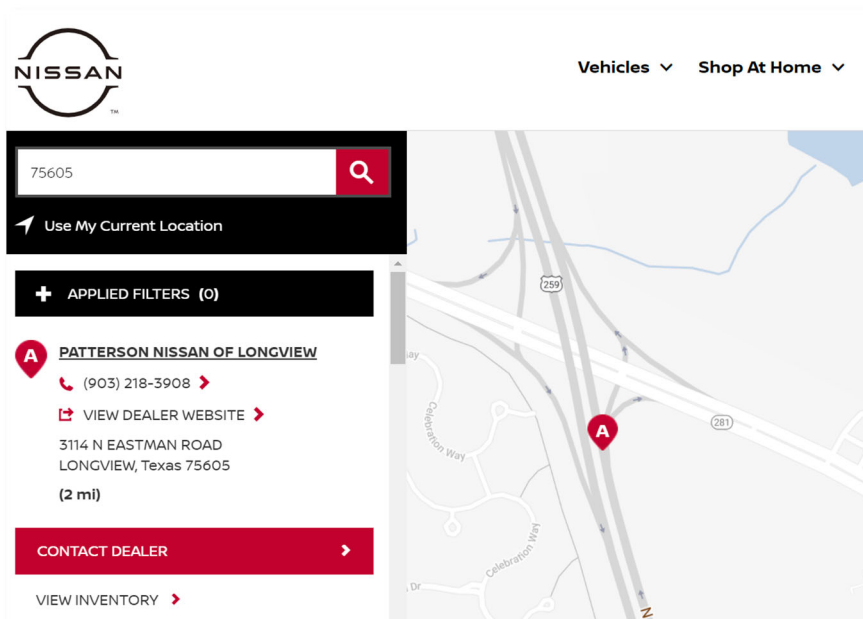 NISSAN
TM
Vehicles
Shop At Home
75605
Use My Current Location
APPLIED FILTERS (0)
A
PATTERSON NISSAN OF LONGVIEW
(903) 218-3908
VIEW DEALER WEBSITE
3114 N EASTMAN ROAD
LONGVIEW, Texas 75605
(2 mi)
CONTACT DEALER
VIEW INVENTORY
259
281
A
Celebration Way
Celebration Way
Dr
N